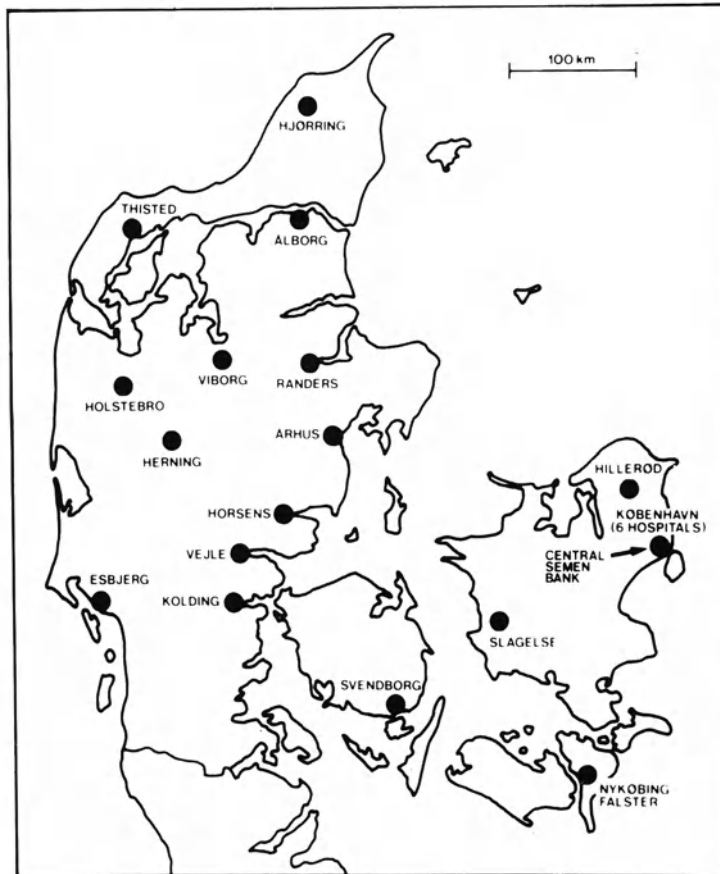 100 km
HJØRRING
THISTED
ÅLBORG
VIBORG
RANDERS
HOLSTEBRO
ÅRHUS
HERNING
HILLERØD
HORSENS
KØBENHAVN
(6 HOSPITALS)
VEJLE
CENTRAL
SEMEN
BANK
ESBJERG
KOLDING
SLAGELSE
SVENDBORG
NYKØBING
FALSTER